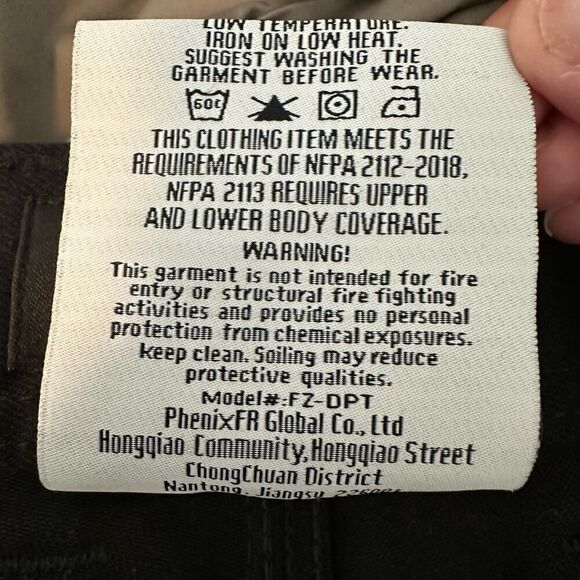 LOW TEMPERATURE.
IRON ON LOW HEAT.
SUGGEST WASHING THE
GARMENT BEFORE WEAR.
60C
THIS CLOTHING ITEM MEETS THE
REQUIREMENTS OF NFPA 2112-2018,
NFPA 2113 REQUIRES UPPER
AND LOWER BODY COVERAGE.
WARNING!
This garment is not intended for fire
entry or structural fire fighting
activities and provides no personal
protection from chemical exposures.
keep clean. Soiling may reduce
protective qualities.
Model#:FZ-DPT
PhenixFR Global Co., Ltd
Hongqiao Community,Hongqiao Street
ChongChuan District
Nantong, Jiangsu